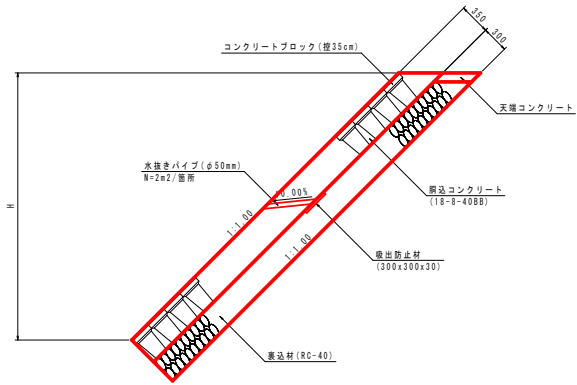 350
300
コンクリートブロック(控35cm)
天端コンクリート
水抜きパイプ(φ50mm)
N=2m2/箇所
10.00%
胴込コンクリート
(18-8-40BB)
H
1:1.00
1:1.00
吸出防止材
(300x300x30)
裏込材(RC-40)